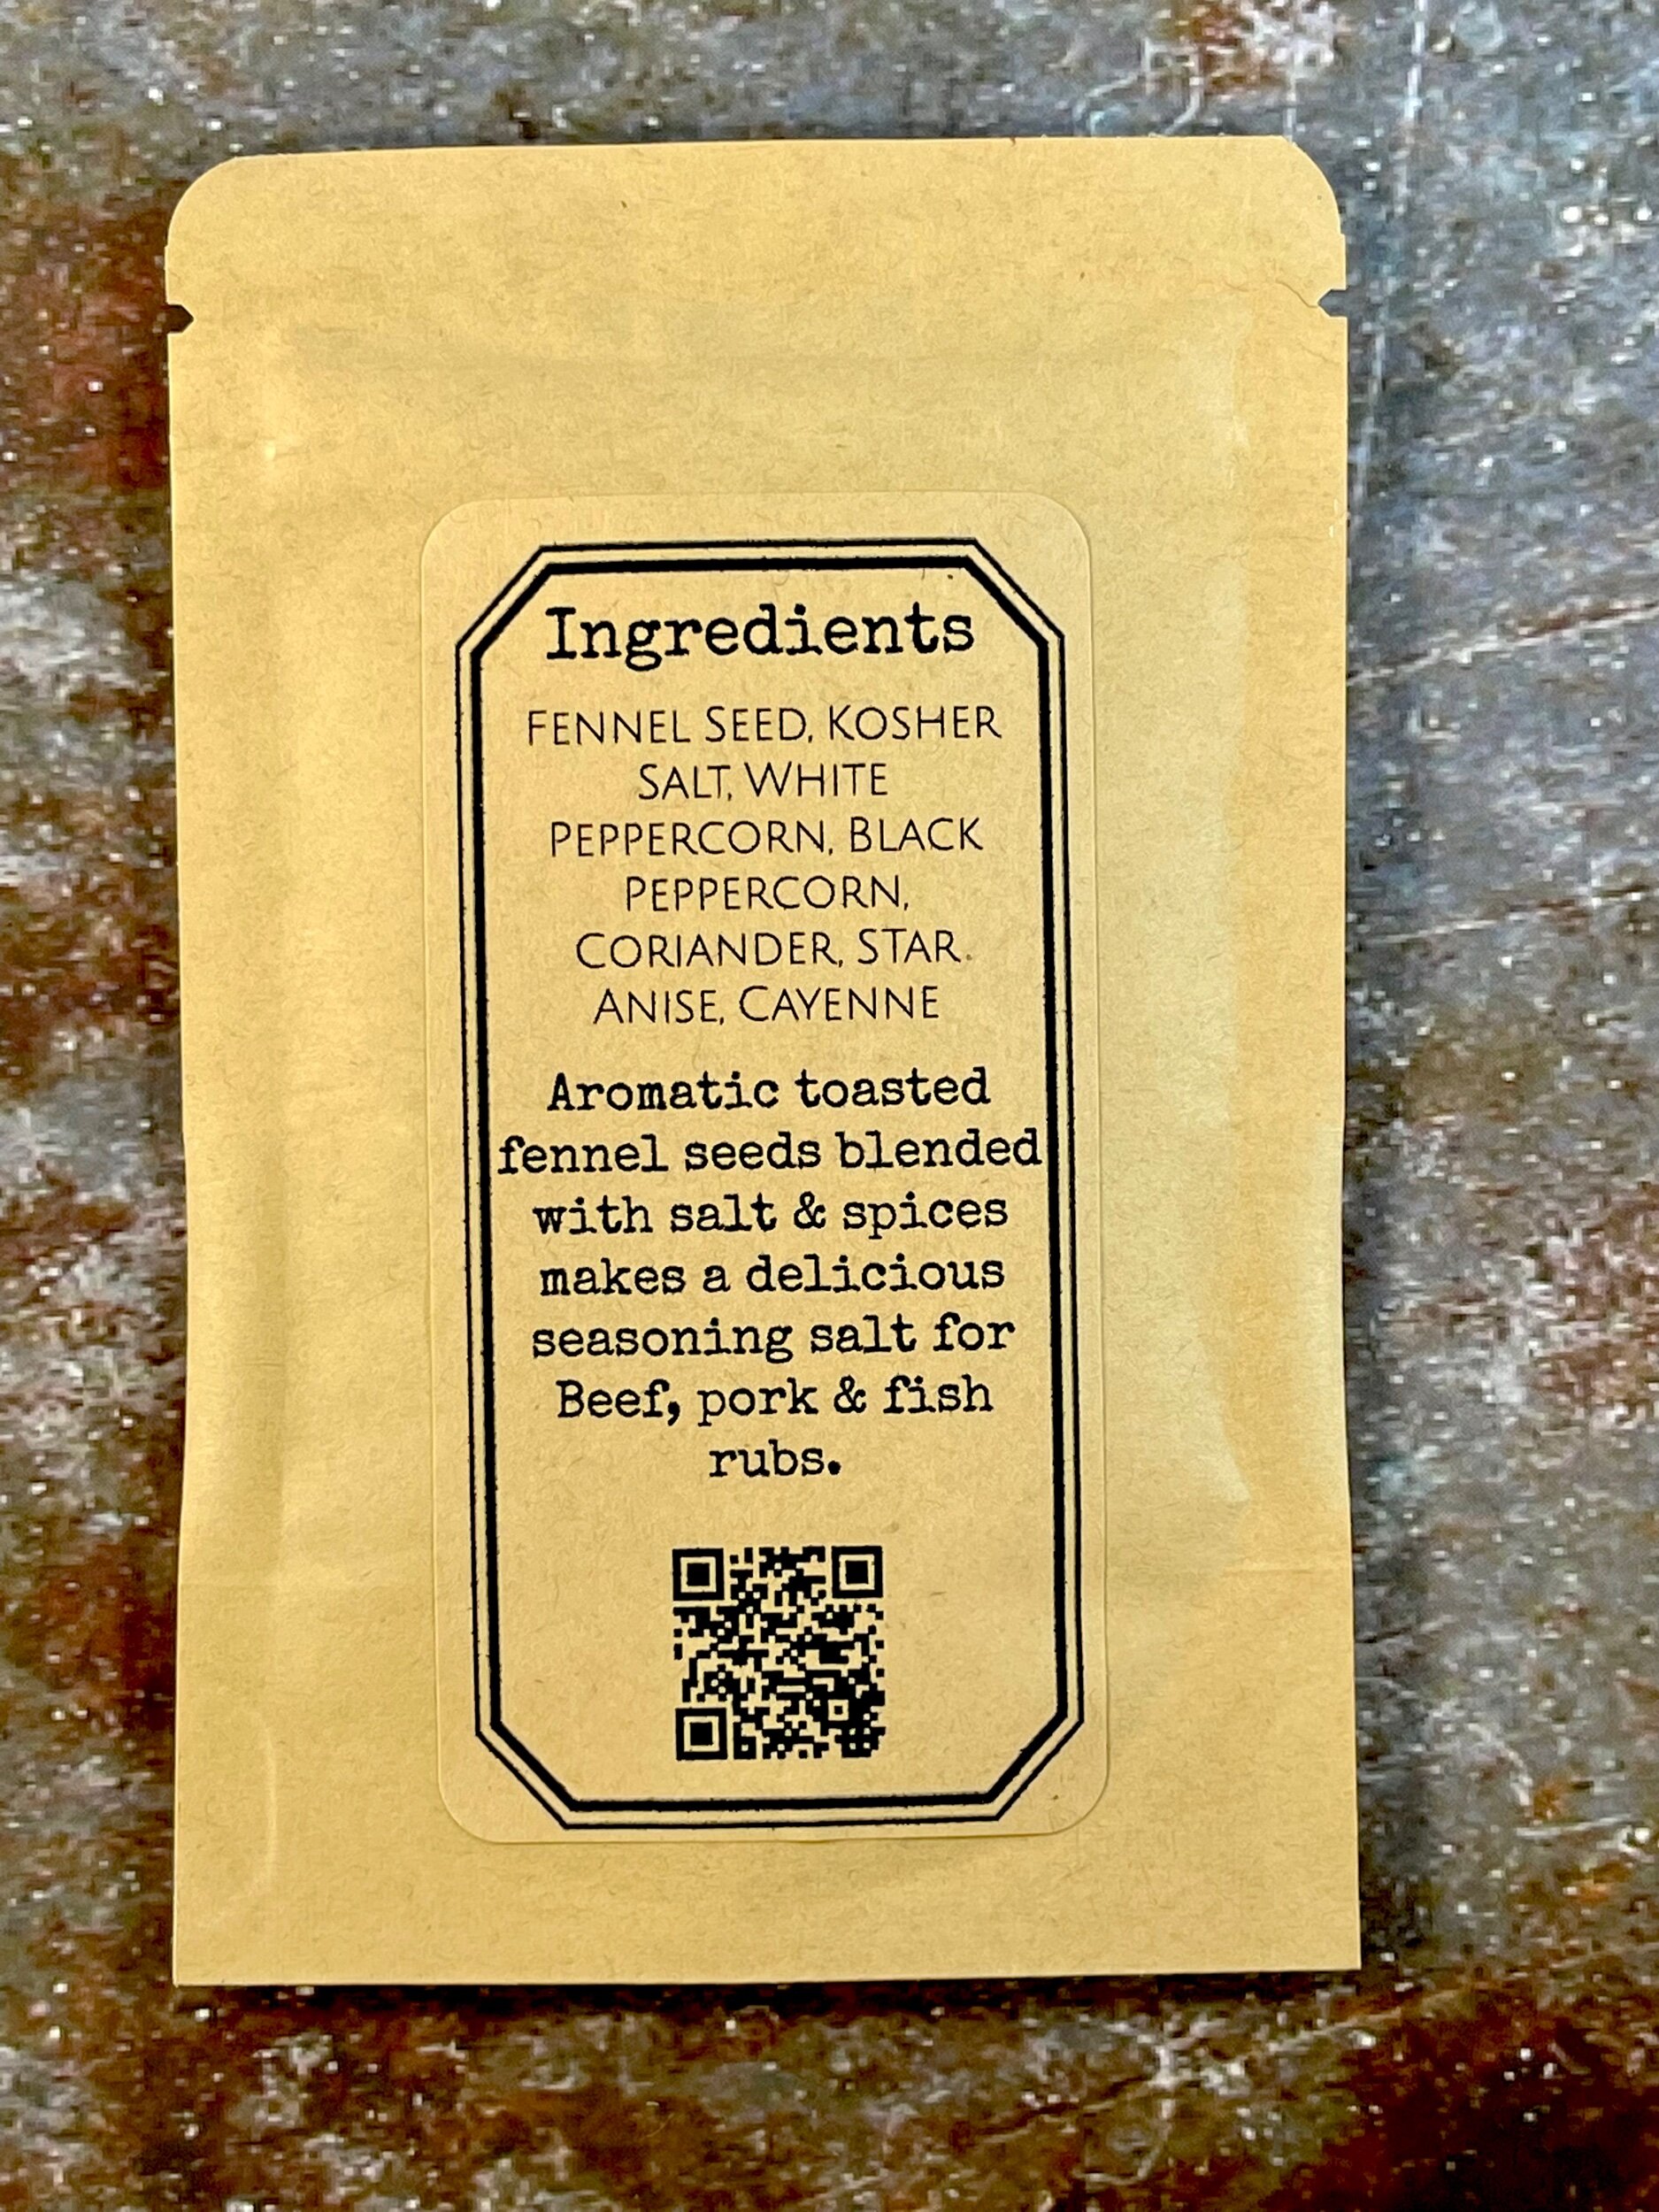 Ingredients
FENNEL SEED, KOSHER
SALT, WHITE
PEPPERCORN, BLACK
PEPPERCORN,
CORIANDER, STAR
ANISE, CAYENNE
Aromatic toasted
fennel seeds blended
with salt & spices
makes a delicious
seasoning salt for
Beef, pork & fish
rubs.